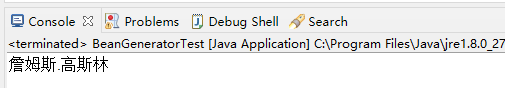 Console Problems Debug Shell Search
<terminated> BeanGeneratorTest [Java Application] C:\Program Files\Java\jre1.8.0_27
詹姆斯.高斯林